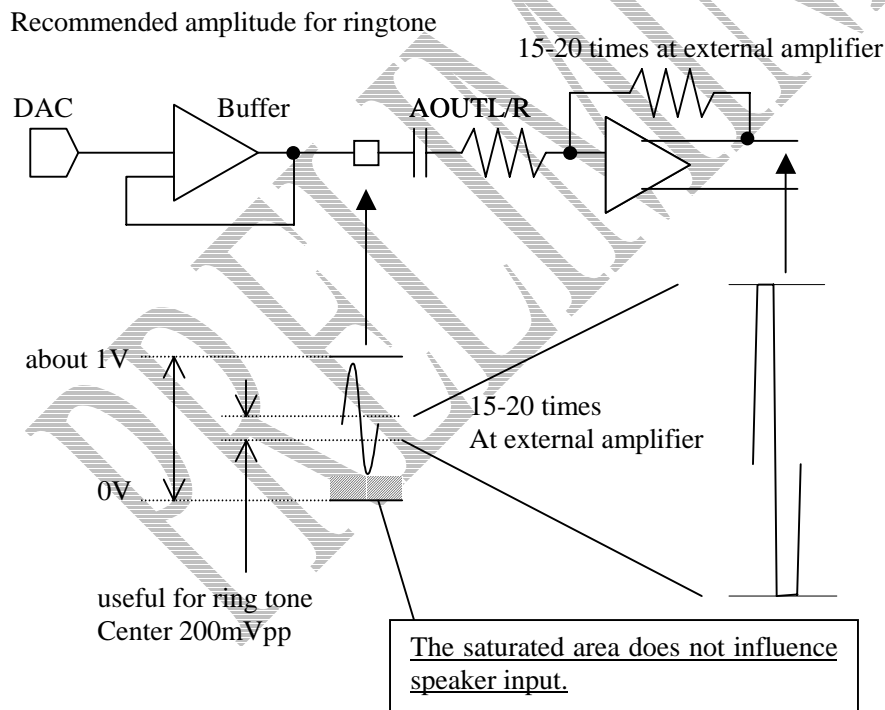 Recommended amplitude for ringtone
15-20 times at external amplifier
DAC
Buffer
AOUTL/R
about 1V
15-20 times
At external amplifier
0V
useful for ring tone
Center 200mVpp
The saturated area does not influence
speaker input.